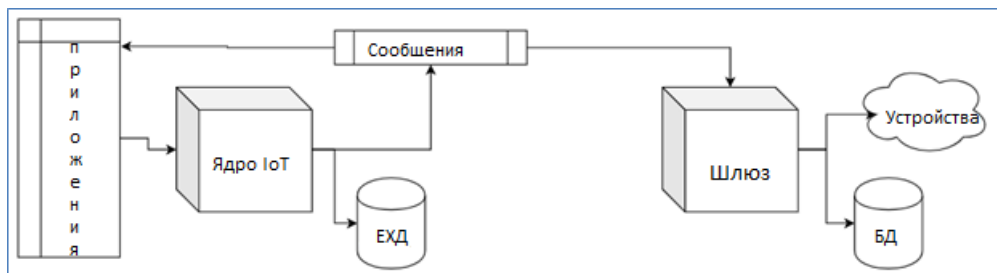 приложения
Сообщения
Ядро IoT
ЕХД
Шлюз
Устройства
БД